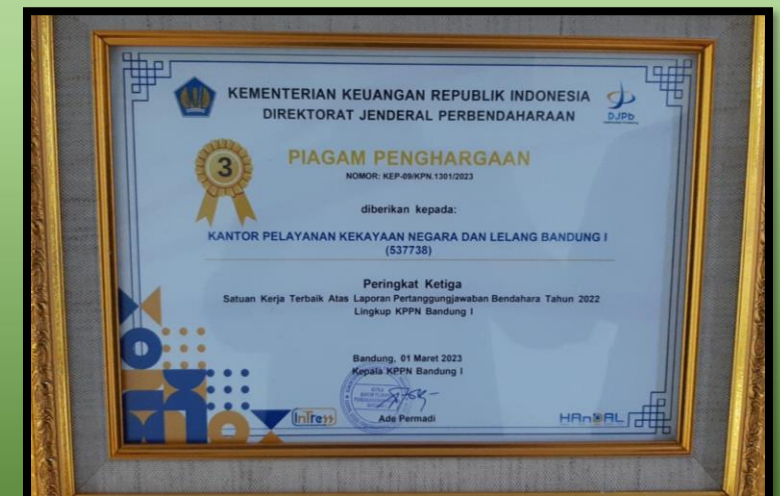 KEMENTERIAN KEUANGAN REPUBLIK INDONESIA
DIREKTORAT JENDERAL PERBENDAHARAAN
DJPb
3
PIAGAM PENGHARGAAN
NOMOR: KEP-09/KPN.1301/2023
diberikan kepada:
KANTOR PELAYANAN KEKAYAAN NEGARA DAN LELANG BANDUNG I
(537738)
Peringkat Ketiga
Satuan Kerja Terbaik Atas Laporan Pertanggungjawaban Bendahara Tahun 2022
Lingkup KPPN Bandung I
Bandung, 01 Maret 2023
Kepala KPPN Bandung I
Ade Permadi
InTress
HAnDAL